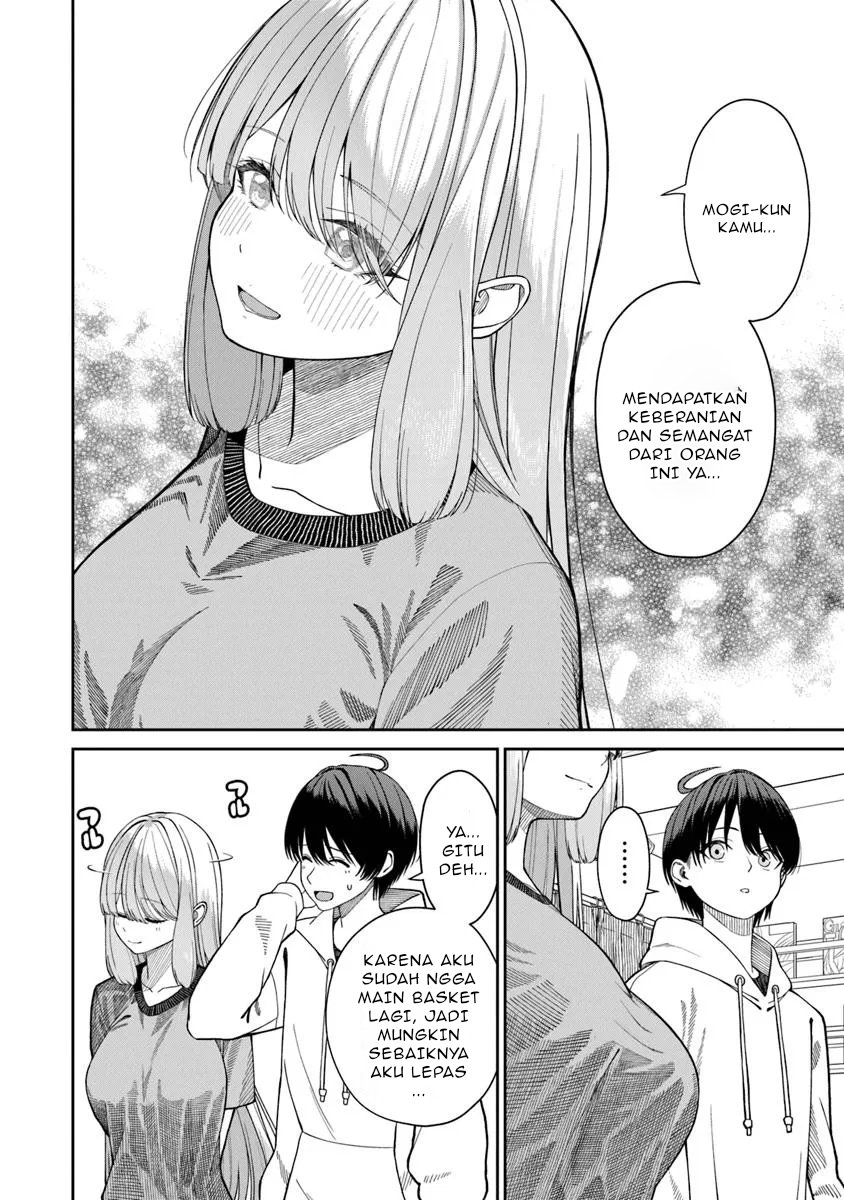 MOGI-KUN
KAMU...
MENDAPATKAN
KEBERANIAN
DAN SEMANGAT
DARI ORANG
INI YA...
......
YA...
GITU
DEH...
KARENA AKU
SUDAH NGGA
MAIN BASKET
LAGI, JADI
MUNGKIN
SEBAIKNYA
AKU LEPAS
...